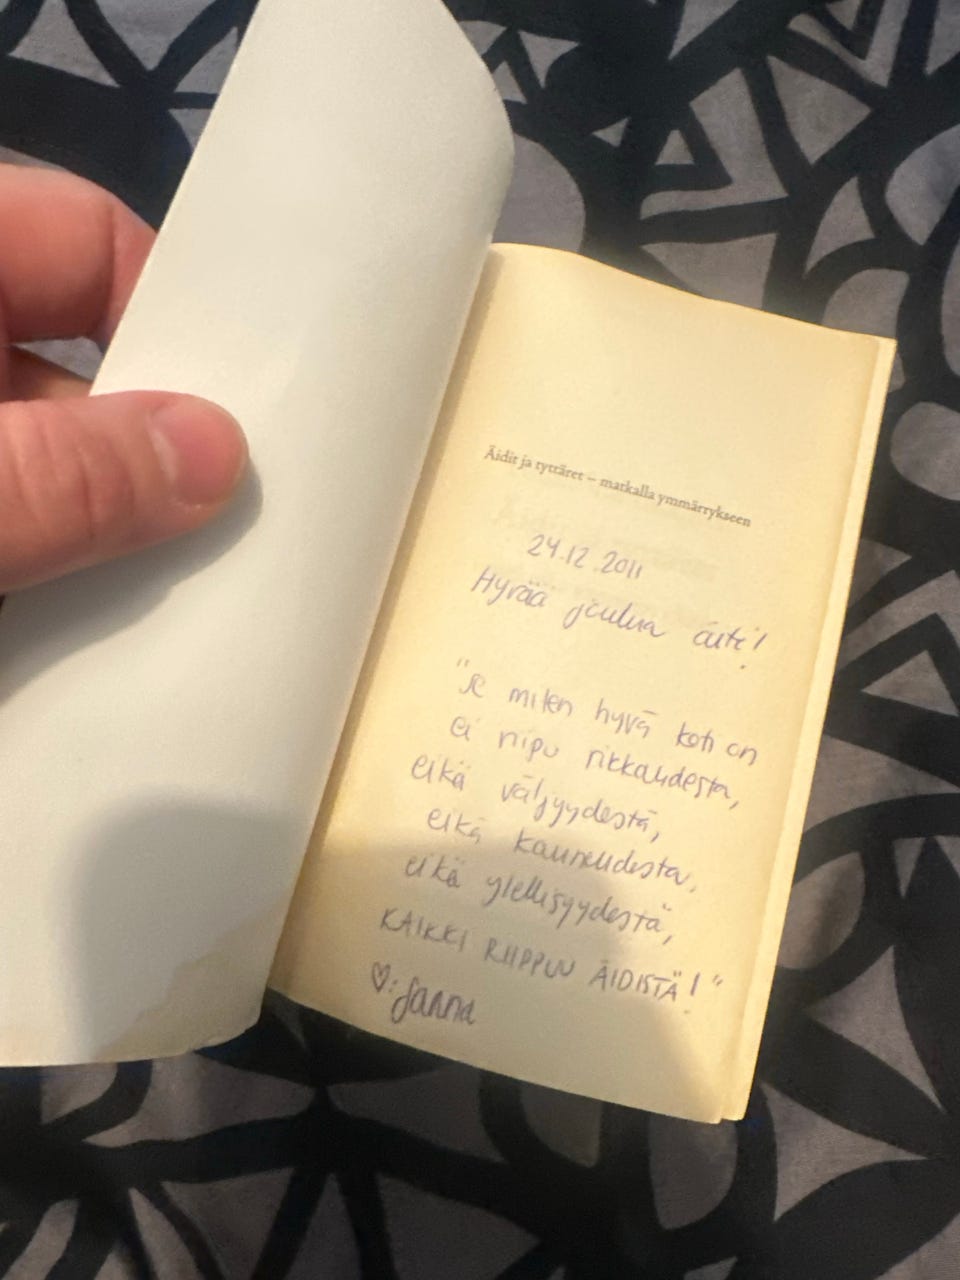 Äidit ja tyttäret – matkalla ymmärrykseen
24.12.2011
Hyvää joulua äiti!
"Se miten hyvä koti on
ei riipu rikkaudesta,
eikä väljyydestä,
eikä kauneudesta,
eikä ylellisyydestä,
KAIKKI RIIPPUU ÄIDISTÄ!"
♡: Sanna